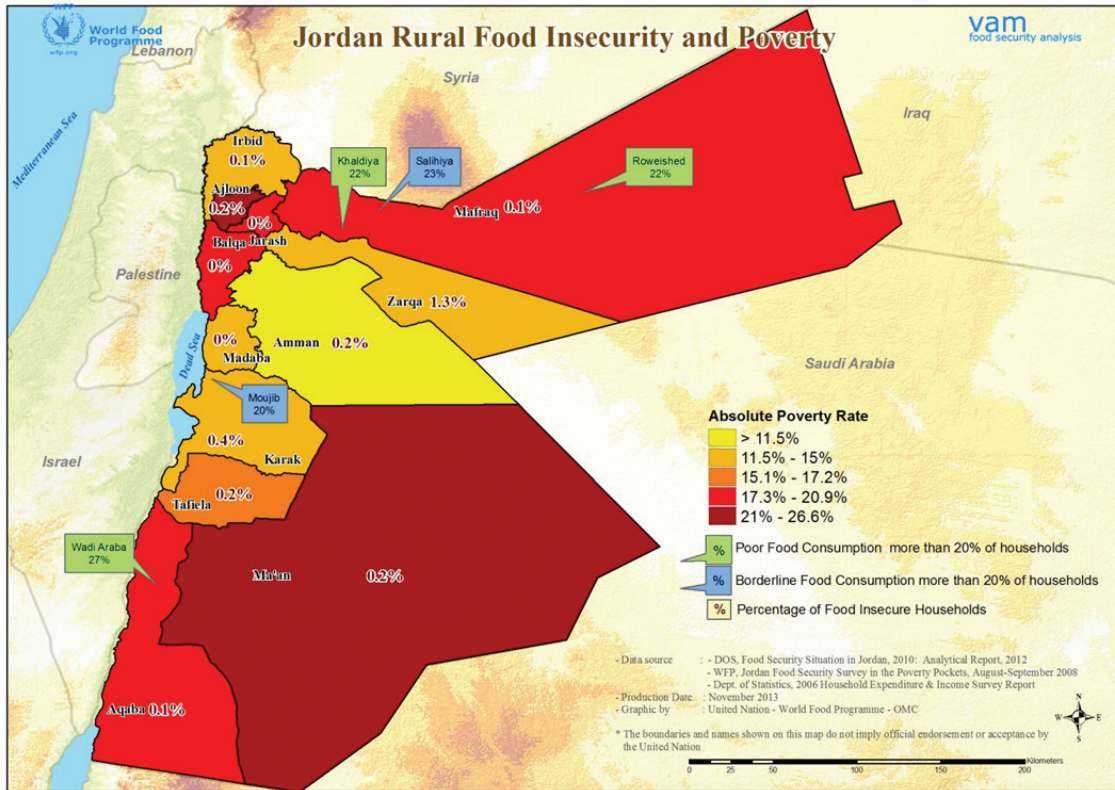 WFP
wfp.org
World Food
Programme
Jordan Rural Food Insecurity and Poverty
vam
food security analysis
Lebanon
Syria
Iraq
Mediterranean Sea
Irbid
0.1%
Khaldiya
22%
Salihiya
23%
Roweished
22%
Ajloon
0.2%
0%
Mafraq 0.1%
Balqa
Jarash
0%
Palestine
Zarqa 1.3%
Dead Sea
0%
Madaba
Amman
0.2%
Saudi Arabia
Moujib
20%
0.4%
Karak
Israel
Tafiela
0.2%
Wadi Araba
27%
Ma'an
0.2%
Aqaba 0.1%
Absolute Poverty Rate
> 11.5%
11.5% - 15%
15.1% - 17.2%
17.3% - 20.9%
21% - 26.6%
% Poor Food Consumption more than 20% of households
% Borderline Food Consumption more than 20% of households
% Percentage of Food Insecure Households
- Data source : - DOS, Food Security Situation in Jordan, 2010: Analytical Report, 2012
- WFP, Jordan Food Security Survey in the Poverty Pockets, August-September 2008
- Dept. of Statistics, 2006 Household Expenditure & Income Survey Report
- Production Date : November 2013
- Graphic by : United Nation - World Food Programme - OMC
* The boundaries and names shown on this map do not imply official endorsement or acceptance by
the United Nation
N
W E
S
Kilometers
0 25 50 100 150 200